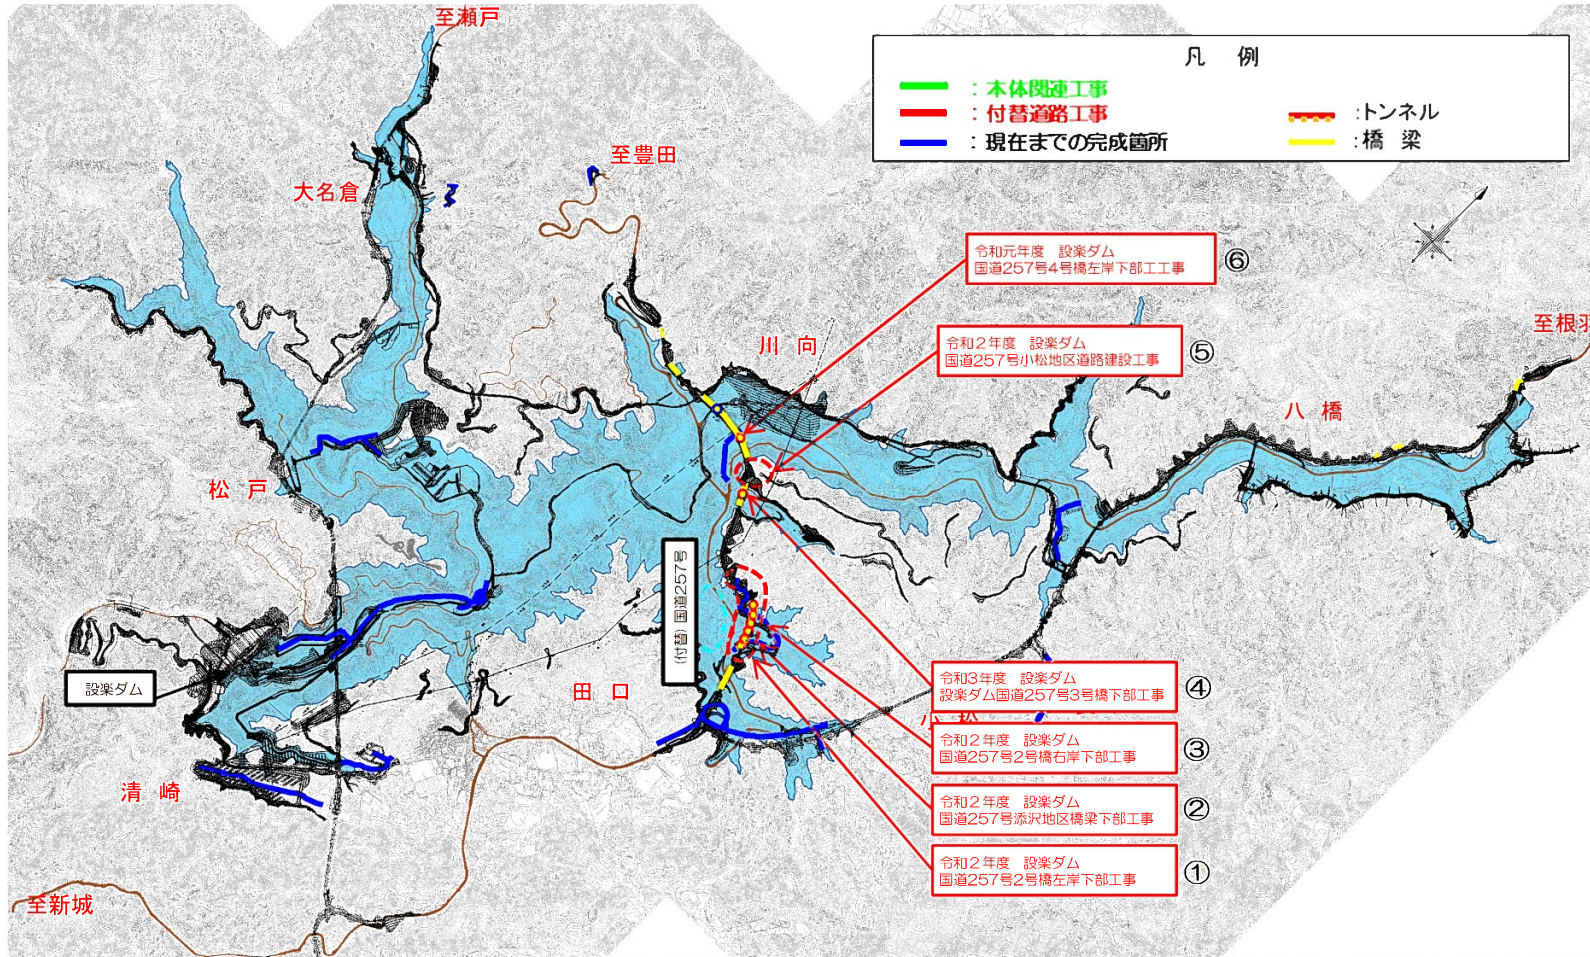 至瀬戸
凡 例
：本体関連工事
：付替道路工事
：現在までの完成箇所
:トンネル
:橋 梁
至豊田
大名倉
令和元年度 設楽ダム
国道257号4号橋左岸下部工工事
⑥
至根羽
川 向
令和2年度 設楽ダム
国道257号小松地区道路建設工事
⑤
八 橋
松 戸
(付替)国道257号
設楽ダム
田 口
令和3年度 設楽ダム
設楽ダム国道257号3号橋下部工事
④
小 松
令和2年度 設楽ダム
国道257号2号橋右岸下部工事
③
清 崎
令和2年度 設楽ダム
国道257号添沢地区橋梁下部工事
②
令和2年度 設楽ダム
国道257号2号橋左岸下部工事
①
至新城